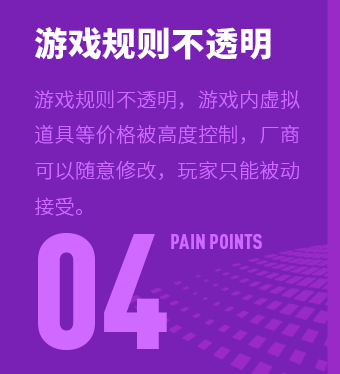 游戏规则不透明
游戏规则不透明，游戏内虚拟
道具等价格被高度控制，厂商
可以随意修改，玩家只能被动
接受。
04 PAIN POINTS